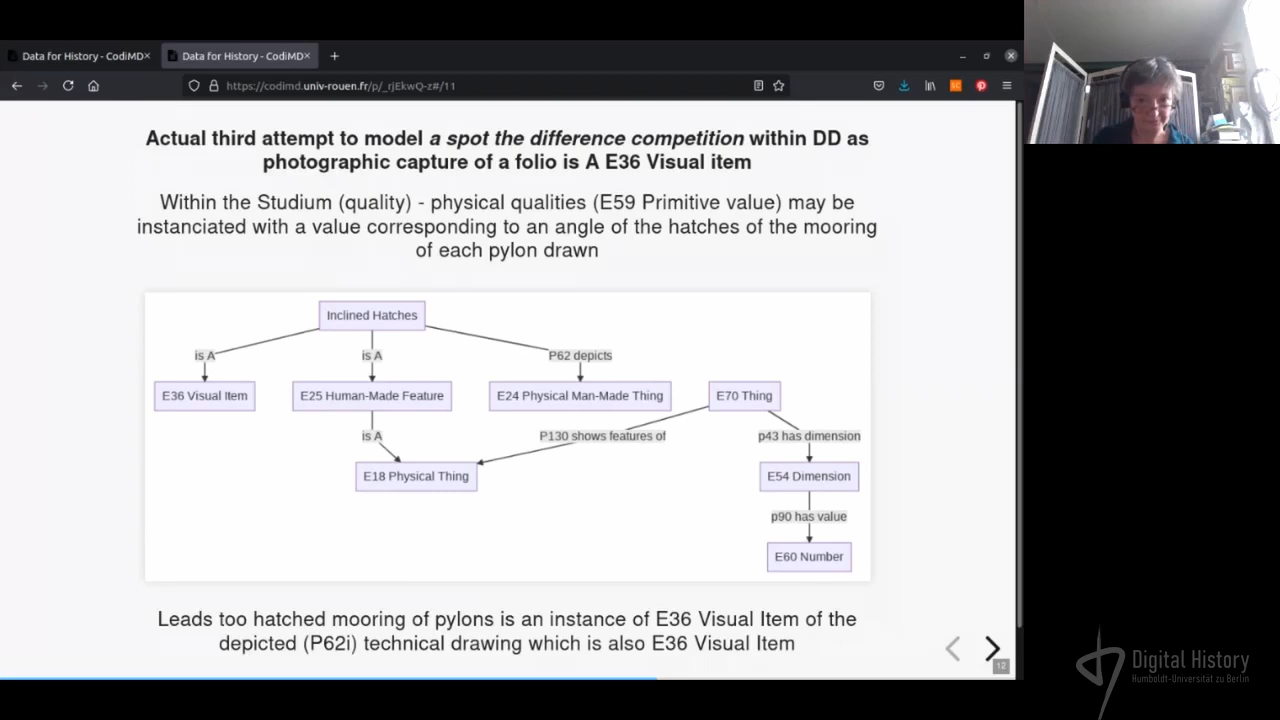 Data for History - CodiMD×
Data for History - CodiMD×
+
https://codimd.univ-rouen.fr/p/_rjEkwQ-z#/11
Actual third attempt to model a spot the difference competition within DD as
photographic capture of a folio is A E36 Visual item
Within the Studium (quality) - physical qualities (E59 Primitive value) may be
instanciated with a value corresponding to an angle of the hatches of the mooring
of each pylon drawn
Inclined Hatches
is A
is A
P62 depicts
E36 Visual Item
E25 Human-Made Feature
E24 Physical Man-Made Thing
E70 Thing
is A
P130 shows features of
p43 has dimension
E18 Physical Thing
E54 Dimension
p90 has value
E60 Number
Leads too hatched mooring of pylons is an instance of E36 Visual Item of the
depicted (P62i) technical drawing which is also E36 Visual Item
12
Digital History
Humboldt-Universität zu Berlin